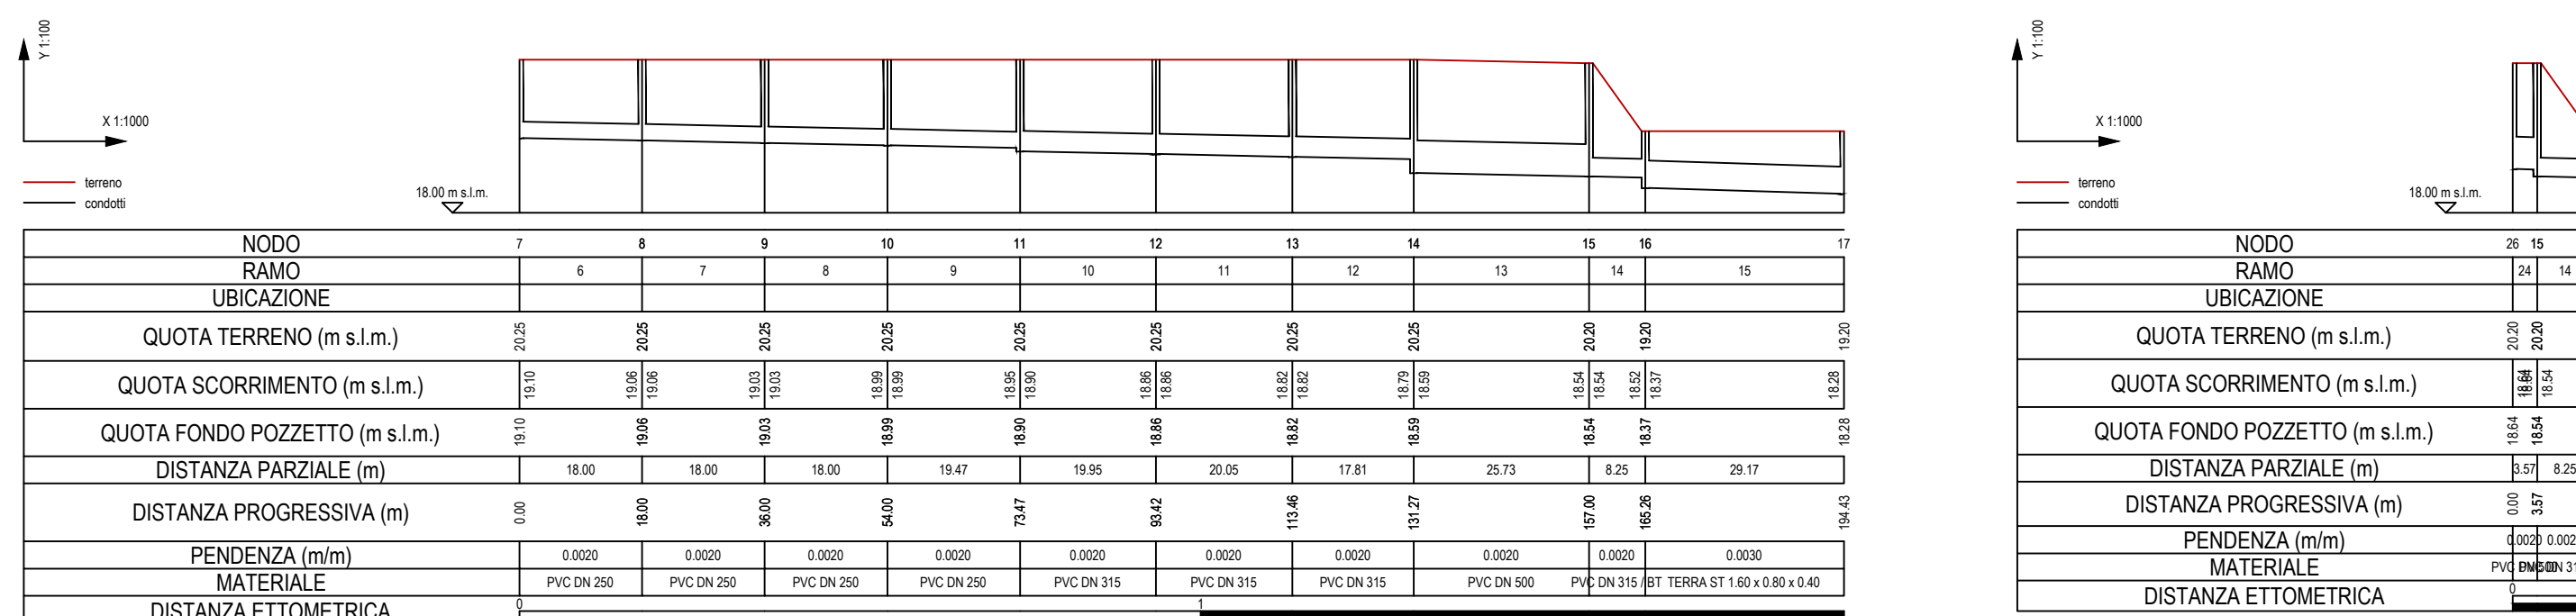 Y 1:100
X 1:1000
terreno
condotti
18.00 m s.l.m.
NODO 7 8 9 10 11 12 13 14 15 16 17
RAMO 6 7 8 9 10 11 12 13 14 15
UBICAZIONE
QUOTA TERRENO (m s.l.m.) 20.25 20.25 20.25 20.25 20.25 20.25 20.25 20.25 20.20 19.20 19.20
QUOTA SCORRIMENTO (m s.l.m.) 19.10 19.06 19.06 19.03 19.03 18.99 18.99 18.95 18.90 18.86 18.86 18.82 18.82 18.79 18.59 18.54 18.54 18.52 18.37 18.28
QUOTA FONDO POZZETTO (m s.l.m.) 19.10 19.06 19.03 18.99 18.90 18.86 18.82 18.59 18.54 18.37 18.28
DISTANZA PARZIALE (m) 18.00 18.00 18.00 19.47 19.95 20.05 17.81 25.73 8.25 29.17
DISTANZA PROGRESSIVA (m) 0.00 18.00 36.00 54.00 73.47 93.42 113.46 131.27 157.00 165.26 194.43
PENDENZA (m/m) 0.0020 0.0020 0.0020 0.0020 0.0020 0.0020 0.0020 0.0020 0.0020 0.0030
MATERIALE PVC DN 250 PVC DN 250 PVC DN 250 PVC DN 250 PVC DN 315 PVC DN 315 PVC DN 315 PVC DN 500 PVC DN 315 / BT TERRA ST 1.60 x 0.80 x 0.40
DISTANZA ETTOMETRICA 0 1
Y 1:100
X 1:1000
terreno
condotti
18.00 m s.l.m.
NODO 26 15
RAMO 24 14
UBICAZIONE
QUOTA TERRENO (m s.l.m.) 20.20 20.20
QUOTA SCORRIMENTO (m s.l.m.) 18.64 18.54
QUOTA FONDO POZZETTO (m s.l.m.) 18.64 18.54
DISTANZA PARZIALE (m) 3.57 8.25
DISTANZA PROGRESSIVA (m) 0.00 3.57
PENDENZA (m/m) 0.0020 0.002
MATERIALE
DISTANZA ETTOMETRICA 0